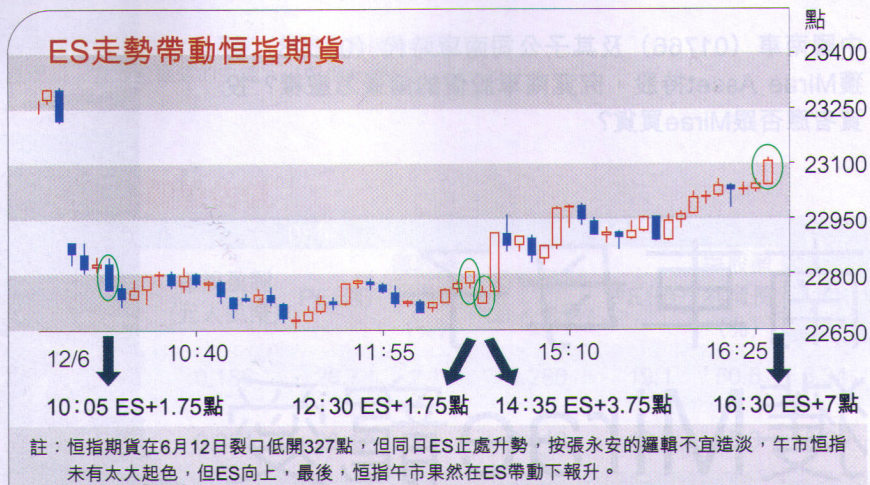 點
ES走勢帶動恒指期貨
23400
23250
23100
22950
22800
22650
12/6
10:40
11:55
15:10
16:25
10:05 ES+1.75點
12:30 ES+1.75點
14:35 ES+3.75點
16:30 ES+7點
註：恒指期貨在6月12日裂口低開327點，但同日ES正處升勢，按張永安的邏輯不宜造淡，午市恒指
未有太大起色，但ES向上，最後，恒指午市果然在ES帶動下報升。